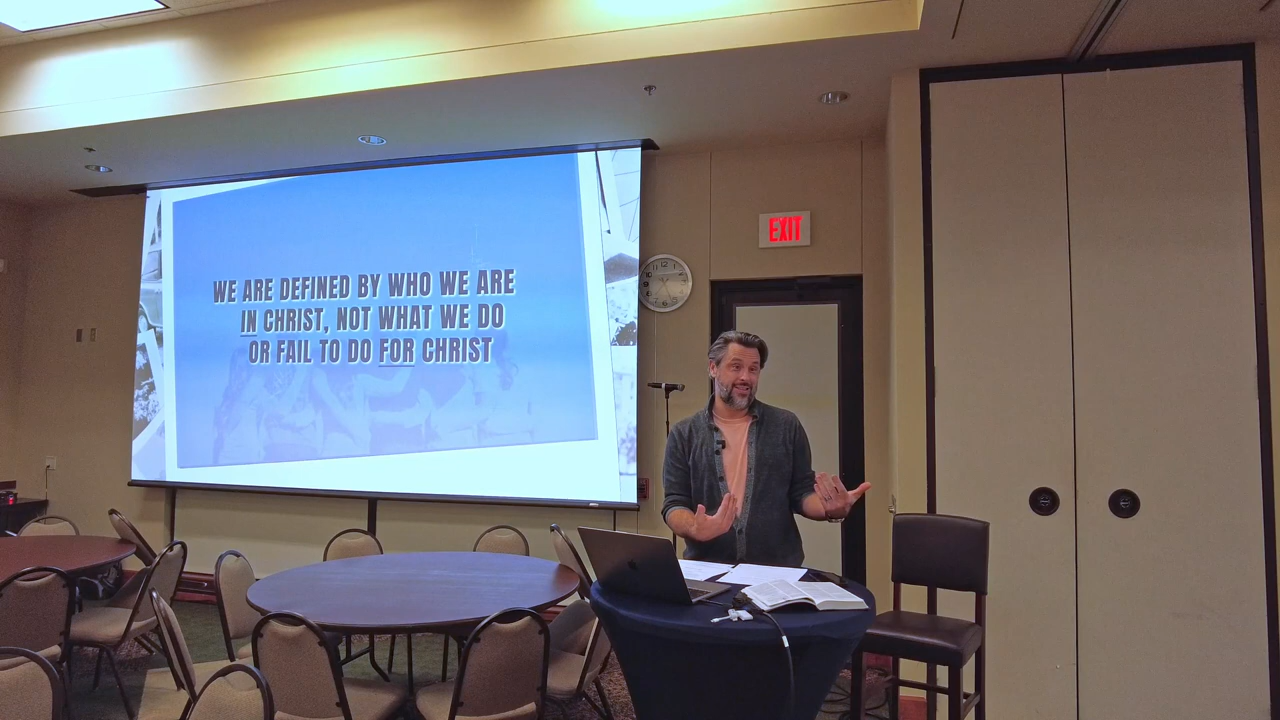 WE ARE DEFINED BY WHO WE ARE
IN CHRIST, NOT WHAT WE DO
OR FAIL TO DO FOR CHRIST
EXIT